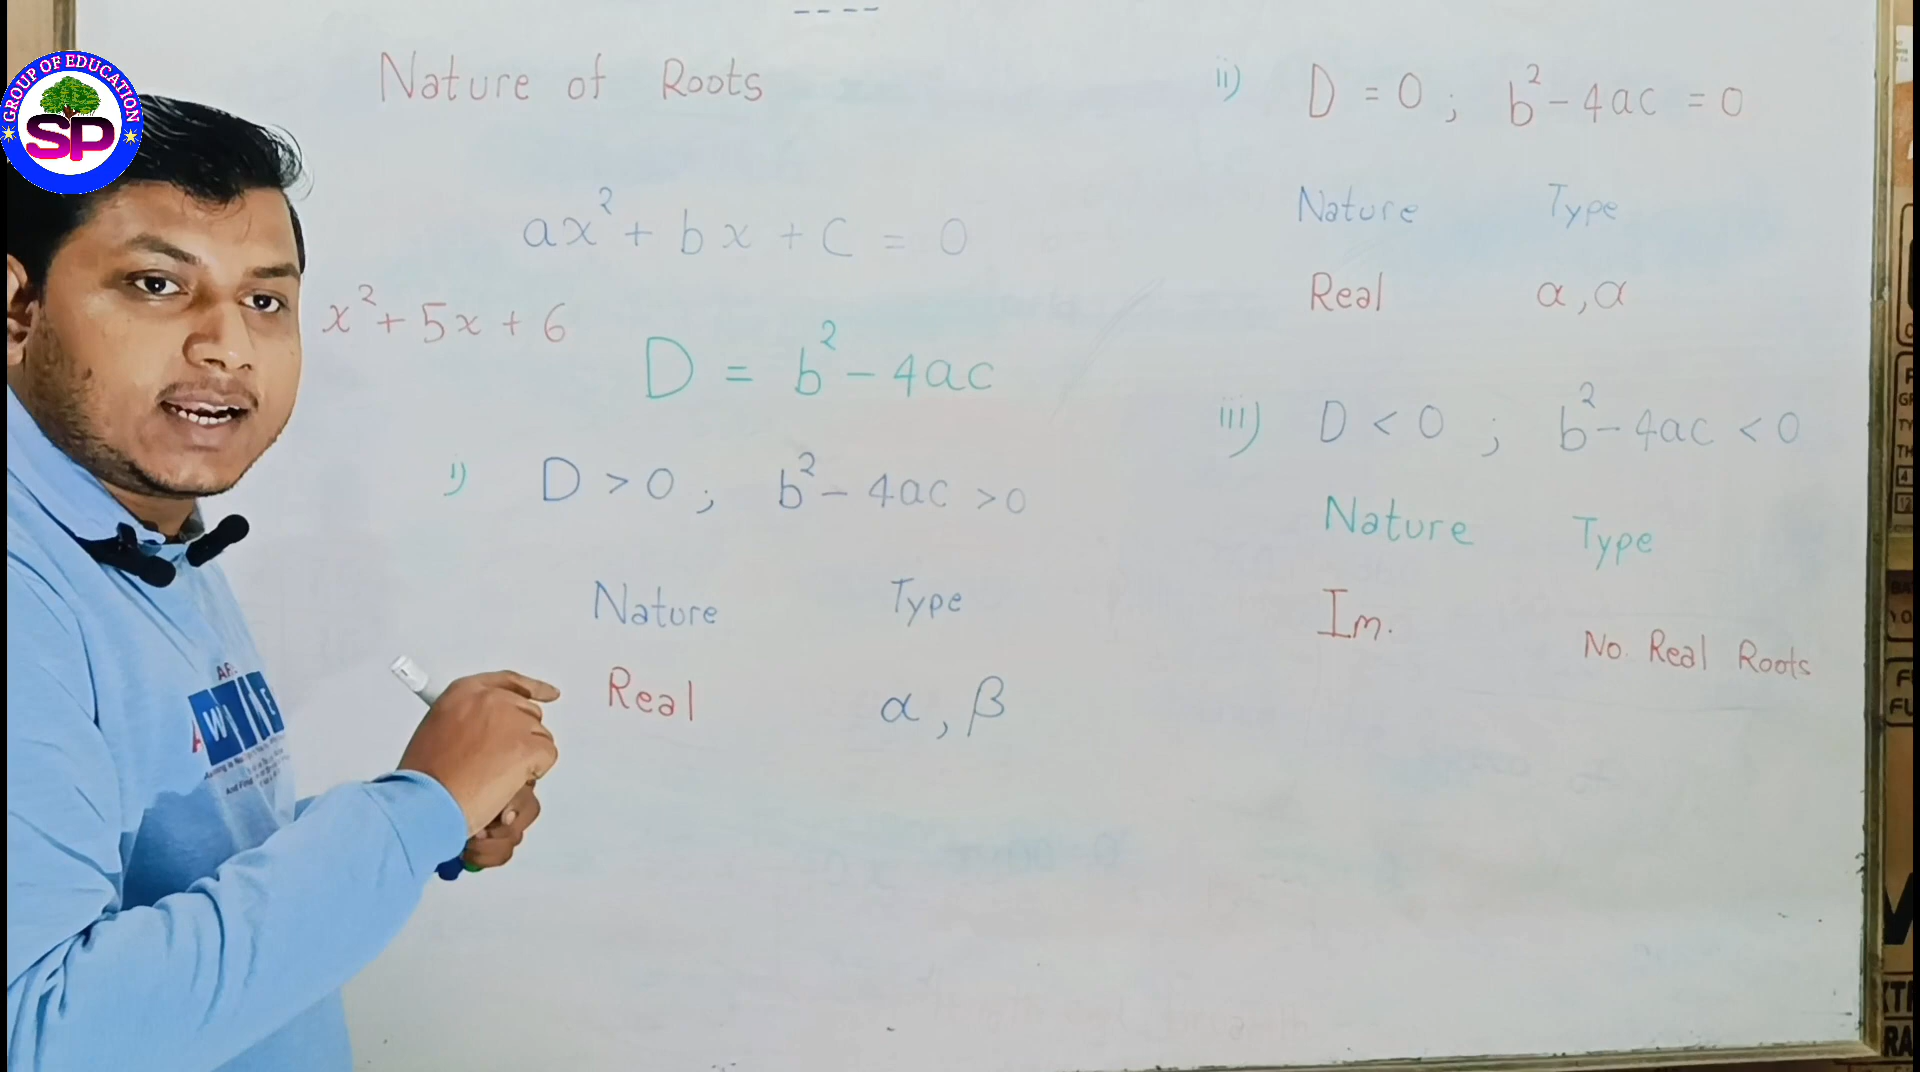 GROUP OF EDUCATION
SP
Nature of Roots
ax² + bx + c = 0
x² + 5x + 6
D = b² - 4ac
i) D > 0 ; b² - 4ac > 0
Nature Type
Real α , β
ii) D = 0 ; b² - 4ac = 0
Nature Type
Real α , α
iii) D < 0 ; b² - 4ac < 0
Nature Type
Im. No. Real Roots